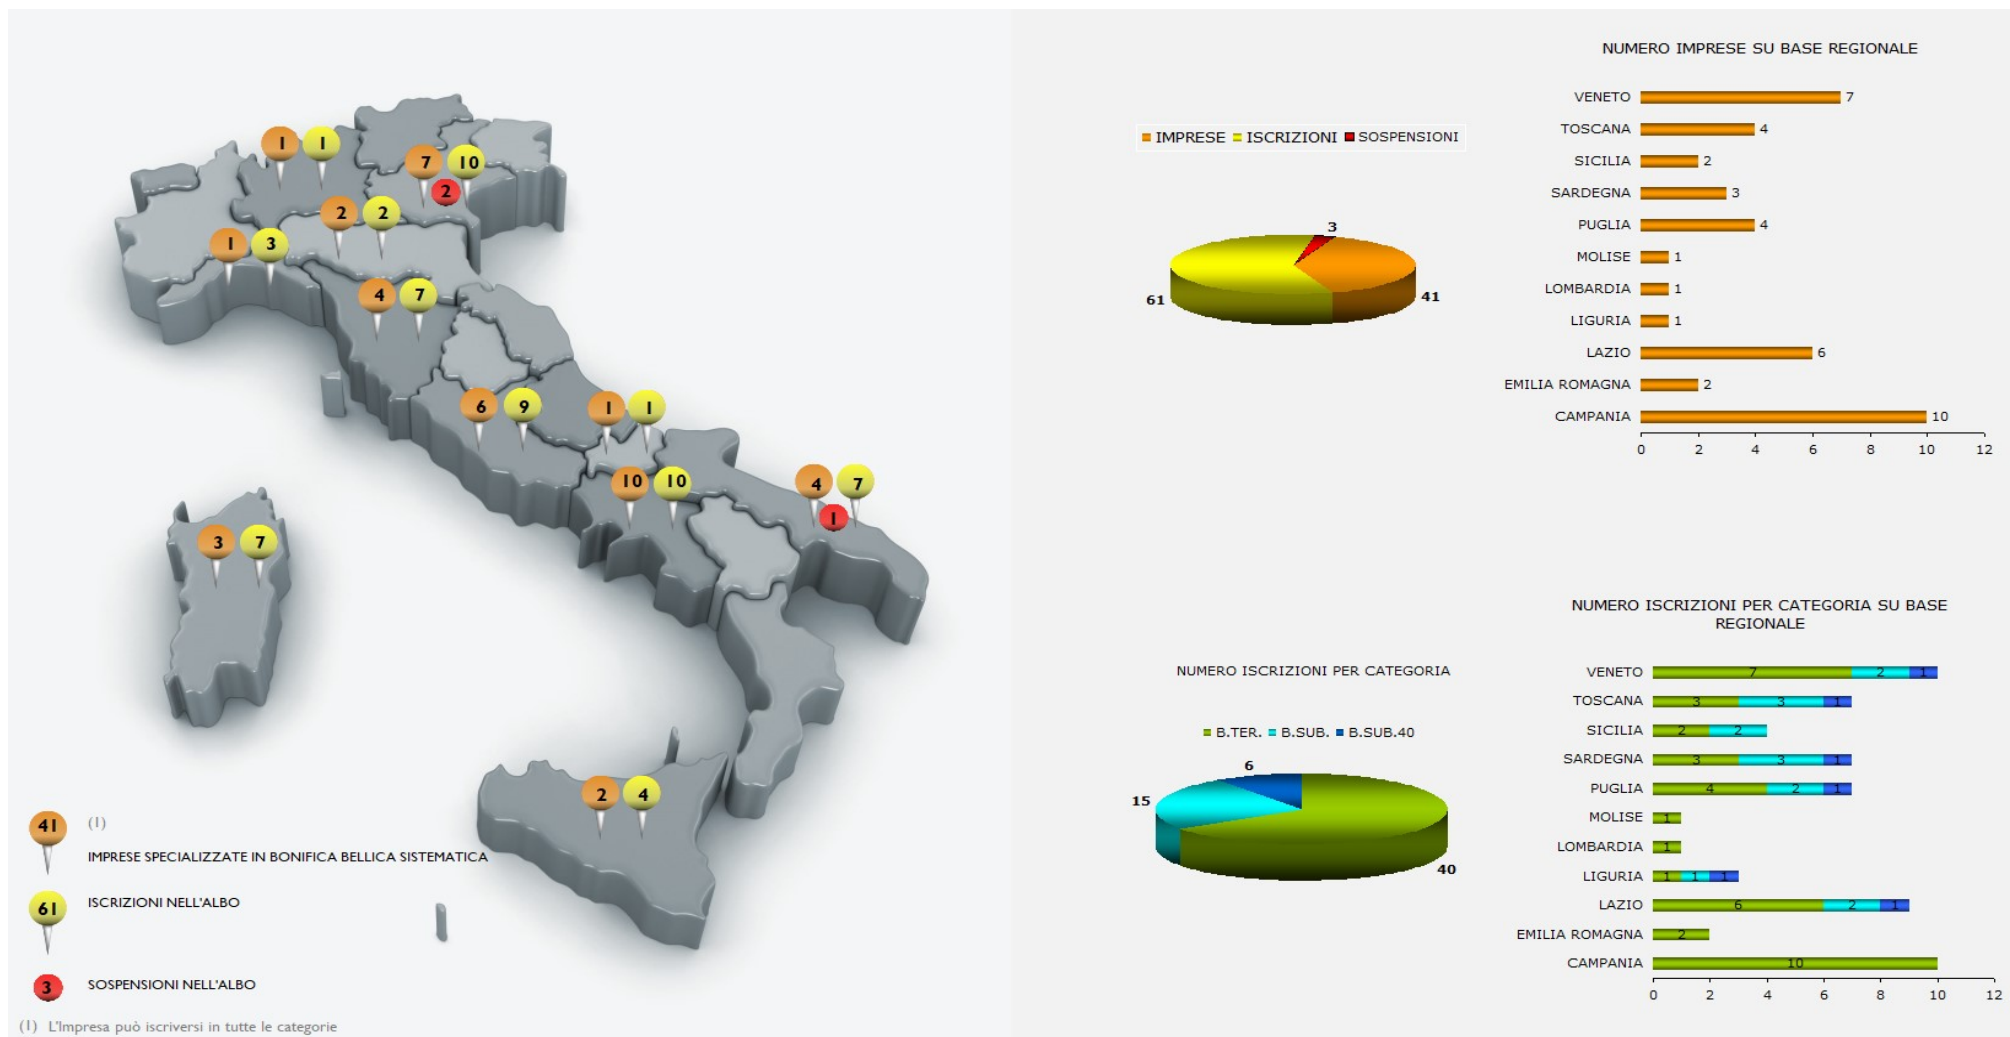 1 1
7 10
2
2 2
1 3
4 7
6 9
1 1
10 10
4 7
1
3 7
2 4
41 (1)
IMPRESE SPECIALIZZATE IN BONIFICA BELLICA SISTEMATICA
61 ISCRIZIONI NELL'ALBO
3 SOSPENSIONI NELL'ALBO
(1) L'Impresa può iscriversi in tutte le categorie
IMPRESE ISCRIZIONI SOSPENSIONI
3
61
41
NUMERO IMPRESE SU BASE REGIONALE
VENETO 7
TOSCANA 4
SICILIA 2
SARDEGNA 3
PUGLIA 4
MOLISE 1
LOMBARDIA 1
LIGURIA 1
LAZIO 6
EMILIA ROMAGNA 2
CAMPANIA 10
0 2 4 6 8 10 12
NUMERO ISCRIZIONI PER CATEGORIA
B.TER. B.SUB. B.SUB.40
6
15
40
NUMERO ISCRIZIONI PER CATEGORIA SU BASE
REGIONALE
VENETO 7 2 1
TOSCANA 3 3 1
SICILIA 2 2
SARDEGNA 3 3 1
PUGLIA 4 2 1
MOLISE 1
LOMBARDIA 1
LIGURIA 1 1 1
LAZIO 6 2 1
EMILIA ROMAGNA 2
CAMPANIA 10
0 2 4 6 8 10 12